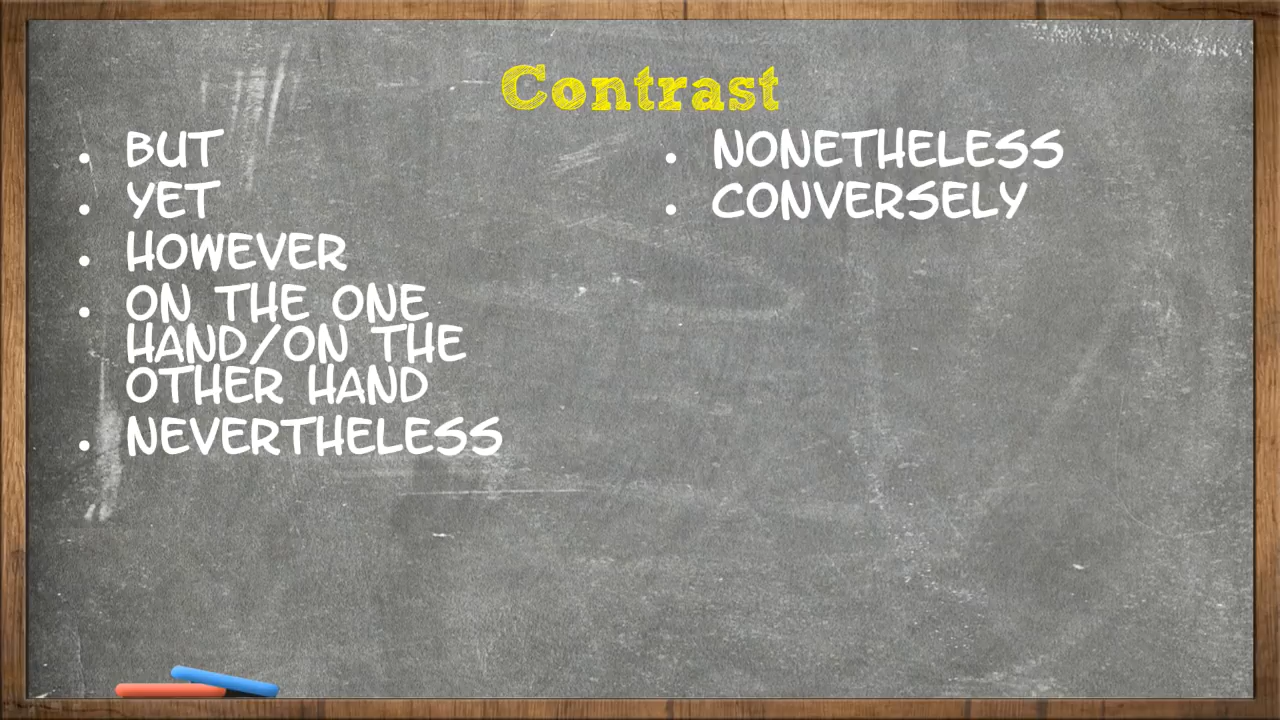 Contrast
• BUT
• YET
• HOWEVER
• ON THE ONE
HAND/ON THE
OTHER HAND
• NEVERTHELESS
• NONETHELESS
• CONVERSELY